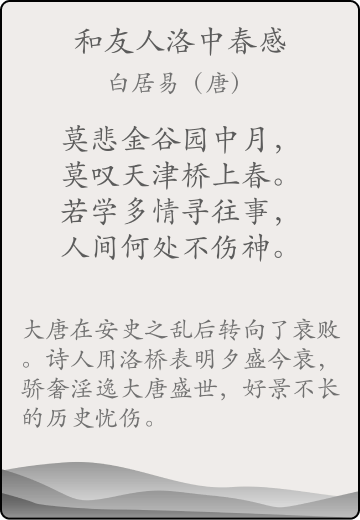 和友人洛中春感
白居易（唐）
莫悲金谷园中月，
莫叹天津桥上春。
若学多情寻往事，
人间何处不伤神。
大唐在安史之乱后转向了衰败
。诗人用洛桥表明夕盛今衰，
骄奢淫逸大唐盛世，好景不长
的历史忧伤。